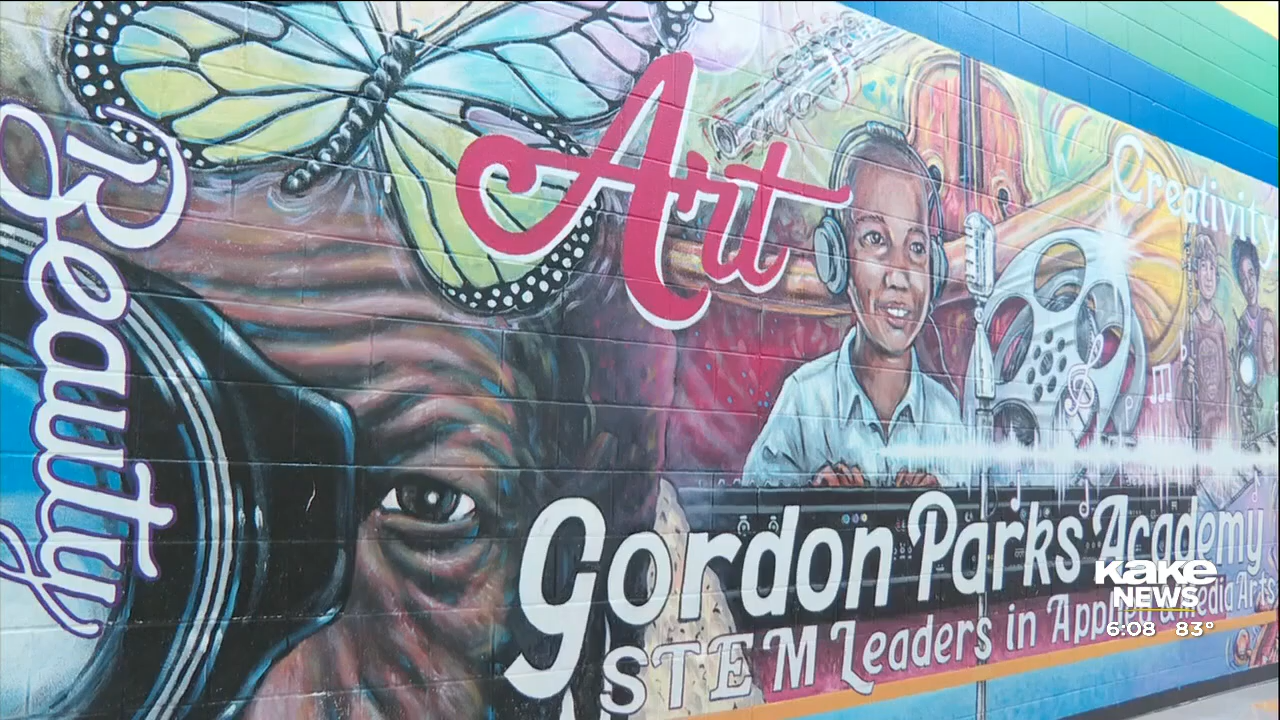 Beauty
Art
Creativity
Gordon Parks Academy
STEM Leaders in Applied & Media Arts
KAKE
NEWS
6:08 83°